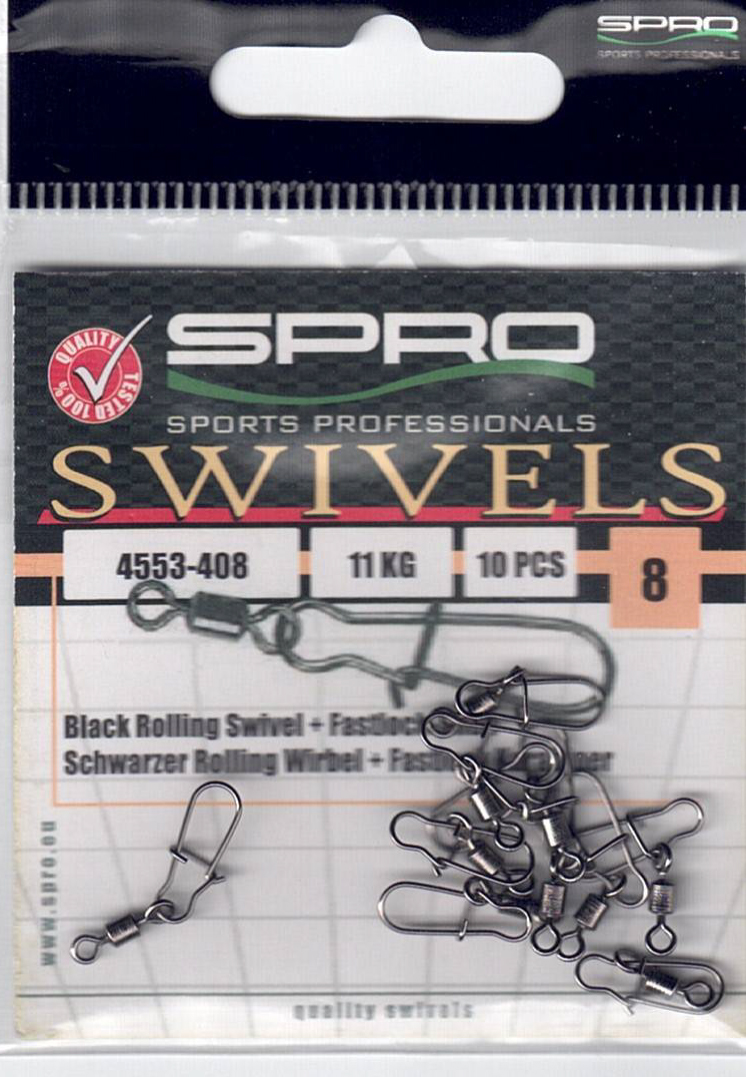 SPRO
SPORTS PROFESSIONALS
QUALITY TESTED 100%
SPRO
SPORTS PROFESSIONALS
SWIVELS
4553-408 11 KG 10 PCS 8
Black Rolling Swivel + Fastlock
Schwarzer Rolling Wirbel +
www.spro.eu
quality swivels